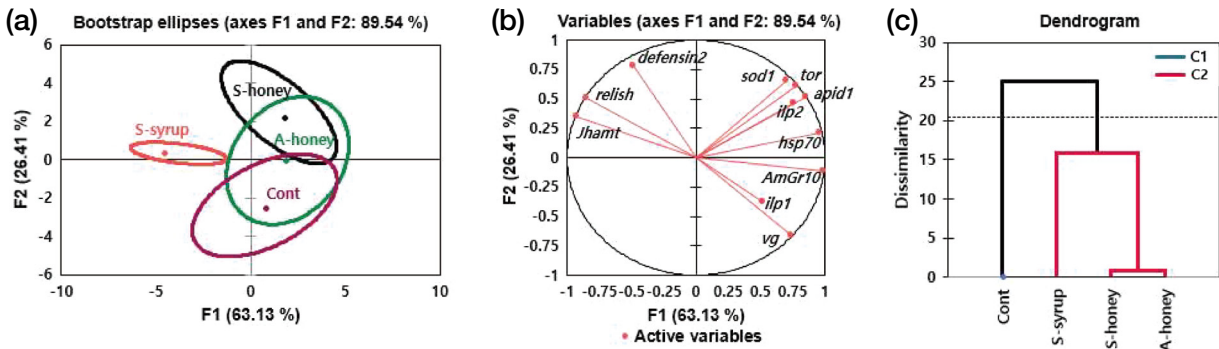 (a)
Bootstrap ellipses (axes F1 and F2: 89.54 %)
F2 (26.41 %)
6
4
2
0
-2
-4
-6
S-honey
S-syrup
A-honey
Cont
-10
-5
0
5
10
F1 (63.13 %)
(b)
Variables (axes F1 and F2: 89.54 %)
F2 (26.41 %)
1
0.75
0.5
0.25
0
-0.25
-0.5
-0.75
-1
defensin2
relish
Jhamt
sod1
tor
apid1
ilp2
hsp70
AmGr10
ilp1
vg
-1
-0.75
-0.5
-0.25
0
0.25
0.5
0.75
1
F1 (63.13 %)
Active variables
(c)
Dendrogram
Dissimilarity
30
25
20
15
10
5
0
C1
C2
Cont
S-syrup
S-honey
A-honey